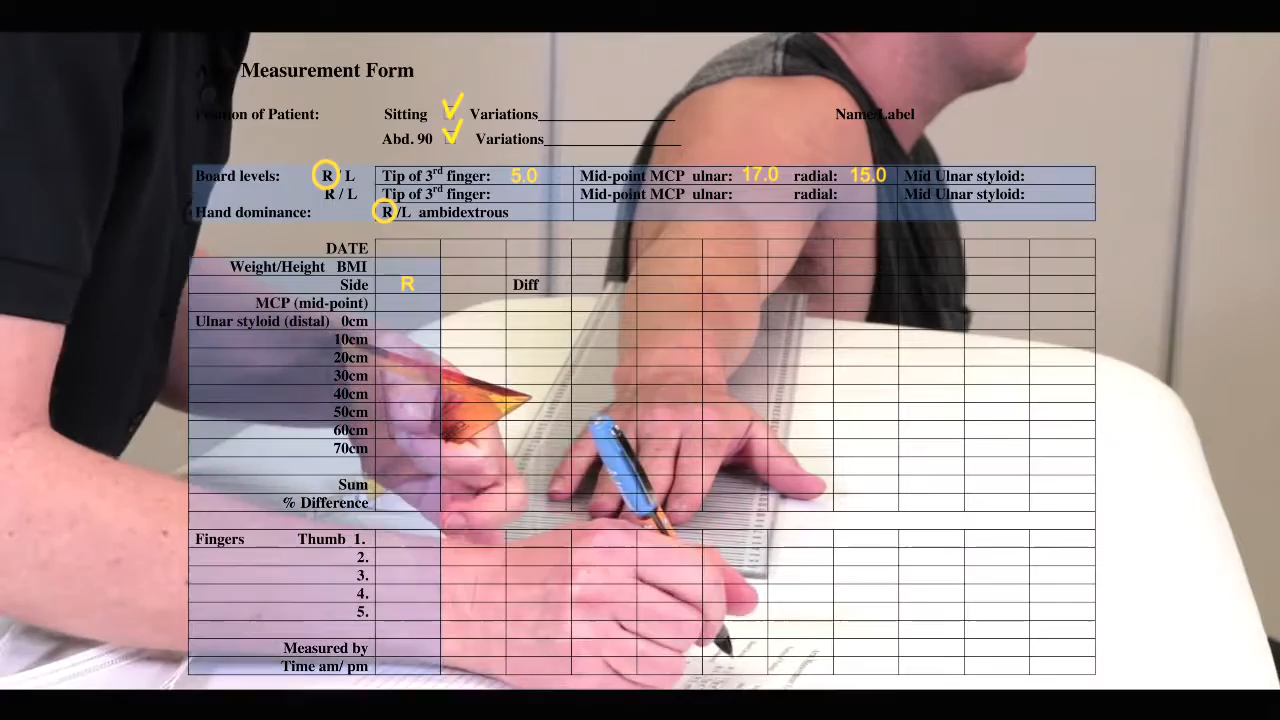 Arm Measurement Form
Position of Patient: Sitting ✓ Variations____________ Name/Label
Abd. 90 ✓ Variations____________
Board levels: R / L Tip of 3rd finger: 5.0 Mid-point MCP ulnar: 17.0 radial: 15.0 Mid Ulnar styloid:
R / L Tip of 3rd finger: Mid-point MCP ulnar: radial: Mid Ulnar styloid:
Hand dominance: R /L ambidextrous
DATE
Weight/Height BMI
Side R Diff
MCP (mid-point)
Ulnar styloid (distal) 0cm
10cm
20cm
30cm
40cm
50cm
60cm
70cm
Sum
% Difference
Fingers Thumb 1.
2.
3.
4.
5.
Measured by
Time am/ pm